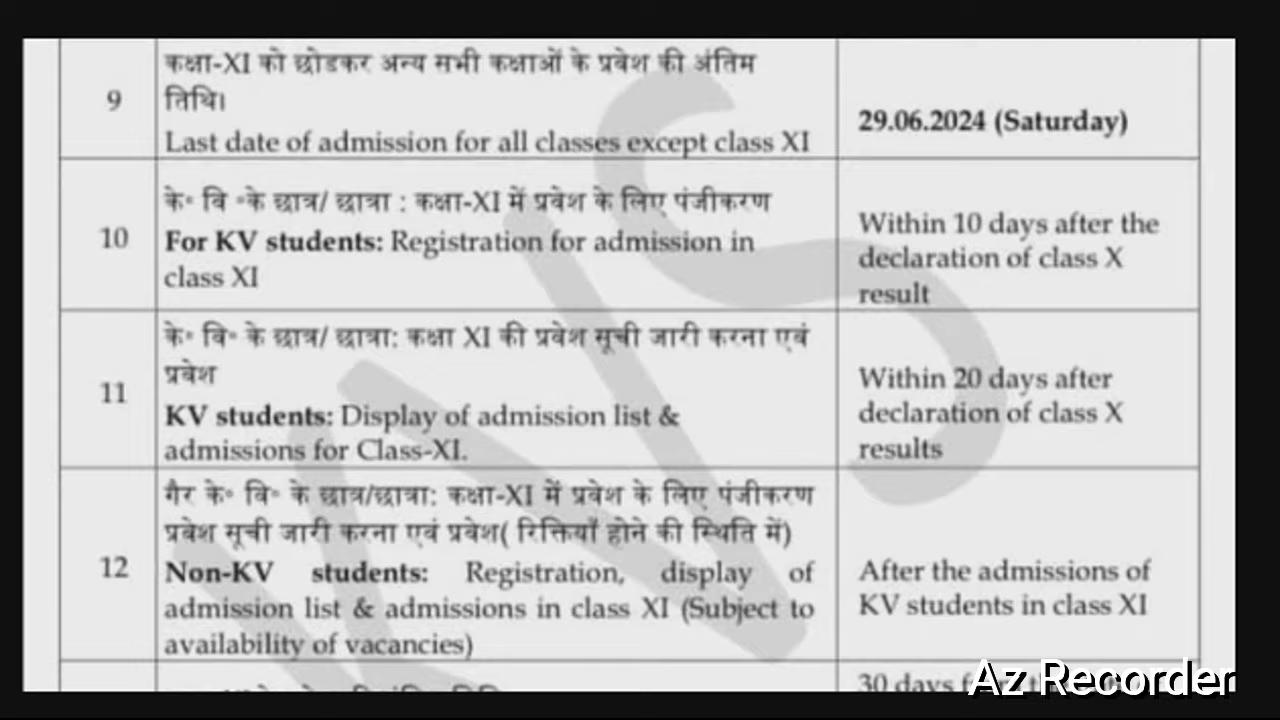 कक्षा-XI को छोडकर अन्य सभी कक्षाओं के प्रवेश की अंतिम
तिथि।
9
Last date of admission for all classes except class XI
29.06.2024 (Saturday)
के॰ वि ॰के छात्र/ छात्रा : कक्षा-XI में प्रवेश के लिए पंजीकरण
10
For KV students: Registration for admission in
class XI
Within 10 days after the
declaration of class X
result
के॰ वि॰ के छात्र/ छात्रा: कक्षा XI की प्रवेश सूची जारी करना एवं
प्रवेश
11
KV students: Display of admission list &
admissions for Class-XI.
Within 20 days after
declaration of class X
results
गैर के॰ वि॰ के छात्र/छात्रा: कक्षा-XI में प्रवेश के लिए पंजीकरण
प्रवेश सूची जारी करना एवं प्रवेश( रिक्तियाँ होने की स्थिति में)
12
Non-KV students: Registration, display of
admission list & admissions in class XI (Subject to
availability of vacancies)
After the admissions of
KV students in class XI
30 days
KVS
Az Recorder